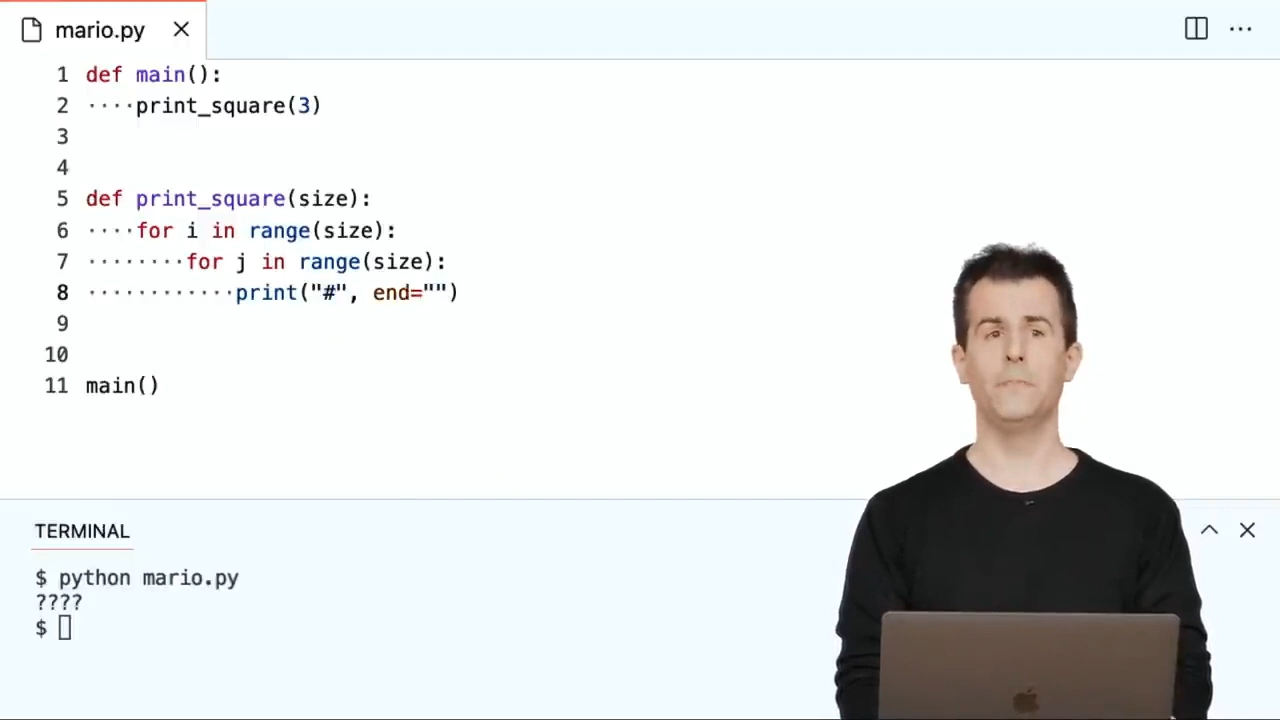 mario.py
1 def main():
2 ····print_square(3)
3
4
5 def print_square(size):
6 ····for i in range(size):
7 ········for j in range(size):
8 ············print("#", end="")
9
10
11 main()
TERMINAL
$ python mario.py
????
$